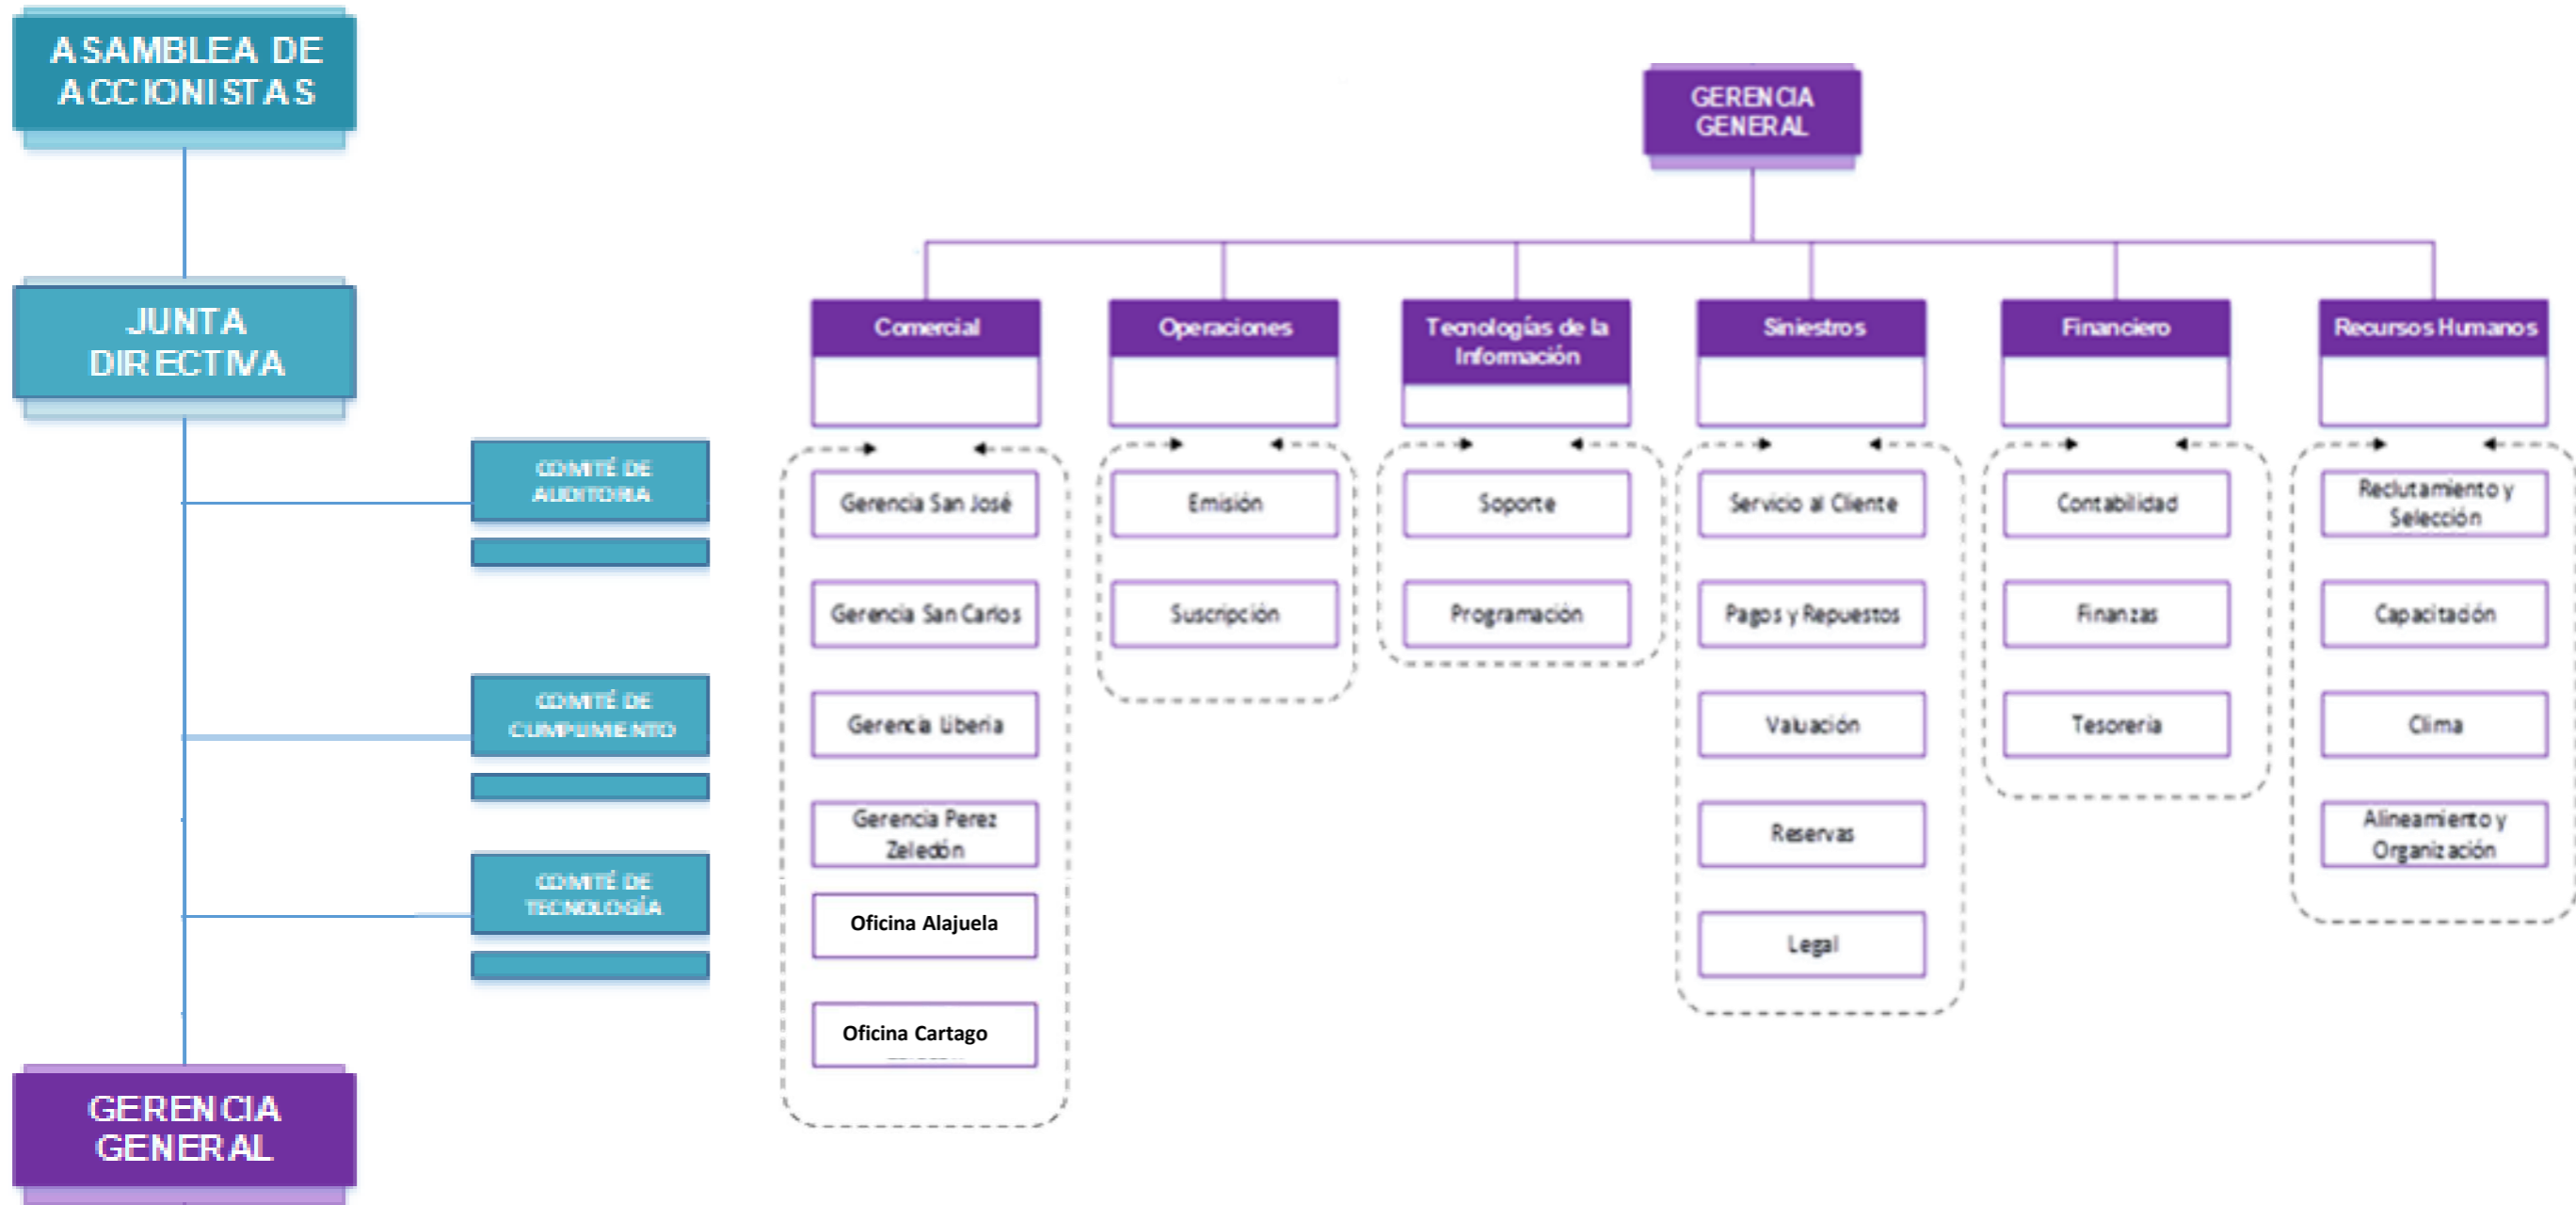 ASAMBLEA DE
ACCIONISTAS
JUNTA
DIRECTIVA
COMITÉ DE
AUDITORIA
COMITÉ DE
CUMPLIMIENTO
COMITÉ DE
TECNOLOGÍA
GERENCIA
GENERAL
GERENCIA
GENERAL
Comercial
Gerencia San José
Gerencia San Carlos
Gerencia Liberia
Gerencia Perez
Zeledón
Oficina Alajuela
Oficina Cartago
Operaciones
Emisión
Suscripción
Tecnologías de la
Información
Soporte
Programación
Siniestros
Servicio al Cliente
Pagos y Repuestos
Valuación
Reservas
Legal
Financiero
Contabilidad
Finanzas
Tesorería
Recursos Humanos
Reclutamiento y
Selección
Capacitación
Clima
Alineamiento y
Organización